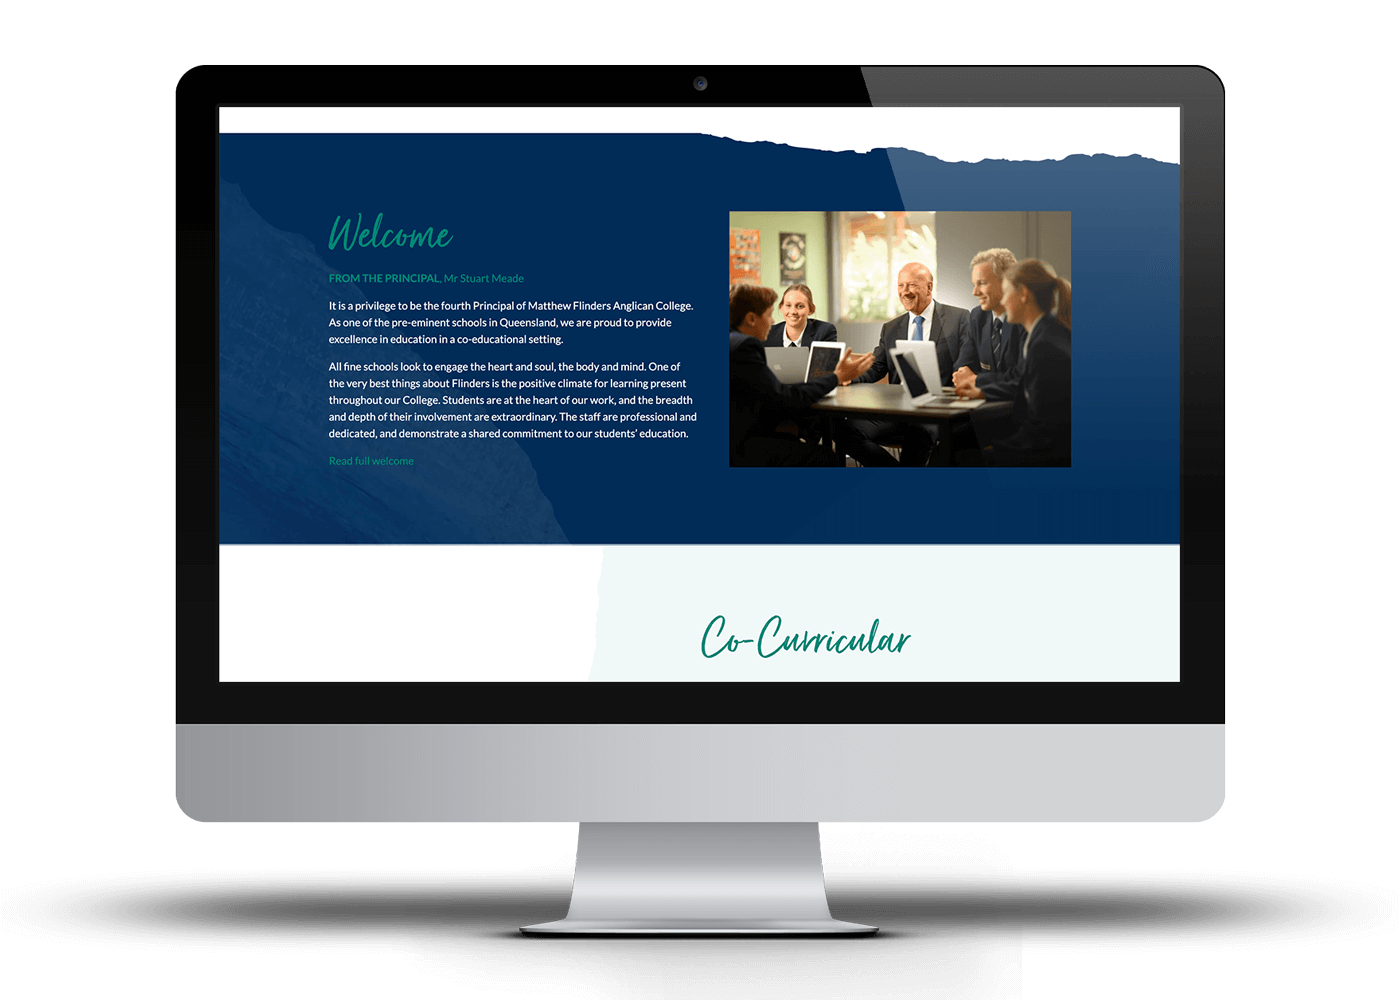 Welcome
FROM THE PRINCIPAL, Mr Stuart Meade
It is a privilege to be the fourth Principal of Matthew Flinders Anglican College.
As one of the pre-eminent schools in Queensland, we are proud to provide
excellence in education in a co-educational setting.
All fine schools look to engage the heart and soul, the body and mind. One of
the very best things about Flinders is the positive climate for learning present
throughout our College. Students are at the heart of our work, and the breadth
and depth of their involvement are extraordinary. The staff are professional and
dedicated, and demonstrate a shared commitment to our students' education.
Read full welcome
Co-Curricular